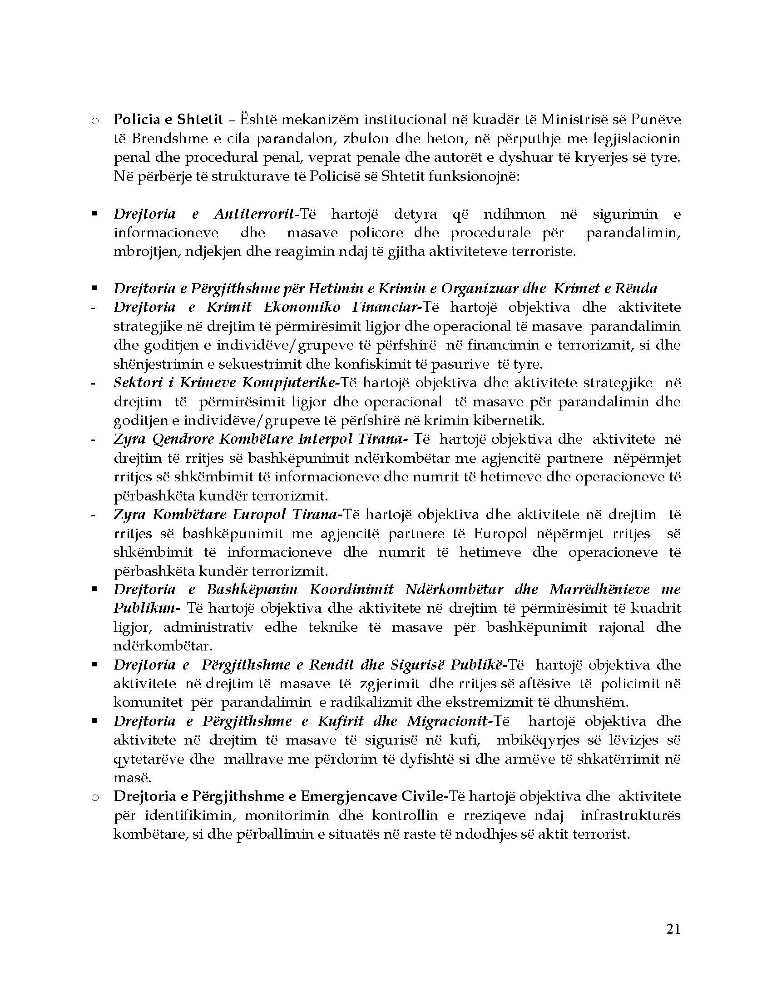 o Policia e Shtetit – Është mekanizëm institucional në kuadër të Ministrisë së Punëve
të Brendshme e cila parandalon, zbulon dhe heton, në përputhje me legjislacionin
penal dhe procedural penal, veprat penale dhe autorët e dyshuar të kryerjes së tyre.
Në përbërje të strukturave të Policisë së Shtetit funksionojnë:
▪ Drejtoria e Antiterrorit-Të hartojë detyra që ndihmon në sigurimin e
informacioneve dhe masave policore dhe procedurale për parandalimin,
mbrojtjen, ndjekjen dhe reagimin ndaj të gjitha aktiviteteve terroriste.
▪ Drejtoria e Përgjithshme për Hetimin e Krimin e Organizuar dhe Krimet e Rënda
- Drejtoria e Krimit Ekonomiko Financiar-Të hartojë objektiva dhe aktivitete
strategjike në drejtim të përmirësimit ligjor dhe operacional të masave parandalimin
dhe goditjen e individëve/grupeve të përfshirë në financimin e terrorizmit, si dhe
shënjestrimin e sekuestrimit dhe konfiskimit të pasurive të tyre.
- Sektori i Krimeve Kompjuterike-Të hartojë objektiva dhe aktivitete strategjike në
drejtim të përmirësimit ligjor dhe operacional të masave për parandalimin dhe
goditjen e individëve/grupeve të përfshirë në krimin kibernetik.
- Zyra Qendrore Kombëtare Interpol Tirana- Të hartojë objektiva dhe aktivitete në
drejtim të rritjes së bashkëpunimit ndërkombëtar me agjencitë partnere nëpërmjet
rritjes së shkëmbimit të informacioneve dhe numrit të hetimeve dhe operacioneve të
përbashkëta kundër terrorizmit.
- Zyra Kombëtare Europol Tirana-Të hartojë objektiva dhe aktivitete në drejtim të
rritjes së bashkëpunimit me agjencitë partnere të Europol nëpërmjet rritjes së
shkëmbimit të informacioneve dhe numrit të hetimeve dhe operacioneve të
përbashkëta kundër terrorizmit.
▪ Drejtoria e Bashkëpunim Koordinimit Ndërkombëtar dhe Marrëdhënieve me
Publikun- Të hartojë objektiva dhe aktivitete në drejtim të përmirësimit të kuadrit
ligjor, administrativ edhe teknike të masave për bashkëpunimit rajonal dhe
ndërkombëtar.
▪ Drejtoria e Përgjithshme e Rendit dhe Sigurisë Publikë-Të hartojë objektiva dhe
aktivitete në drejtim të masave të zgjerimit dhe rritjes së aftësive të policimit në
komunitet për parandalimin e radikalizmit dhe ekstremizmit të dhunshëm.
▪ Drejtoria e Përgjithshme e Kufirit dhe Migracionit-Të hartojë objektiva dhe
aktivitete në drejtim të masave të sigurisë në kufi, mbikëqyrjes së lëvizjes së
qytetarëve dhe mallrave me përdorim të dyfishtë si dhe armëve të shkatërrimit në
masë.
o Drejtoria e Përgjithshme e Emergjencave Civile-Të hartojë objektiva dhe aktivitete
për identifikimin, monitorimin dhe kontrollin e rreziqeve ndaj infrastrukturës
kombëtare, si dhe përballimin e situatës në raste të ndodhjes së aktit terrorist.
21